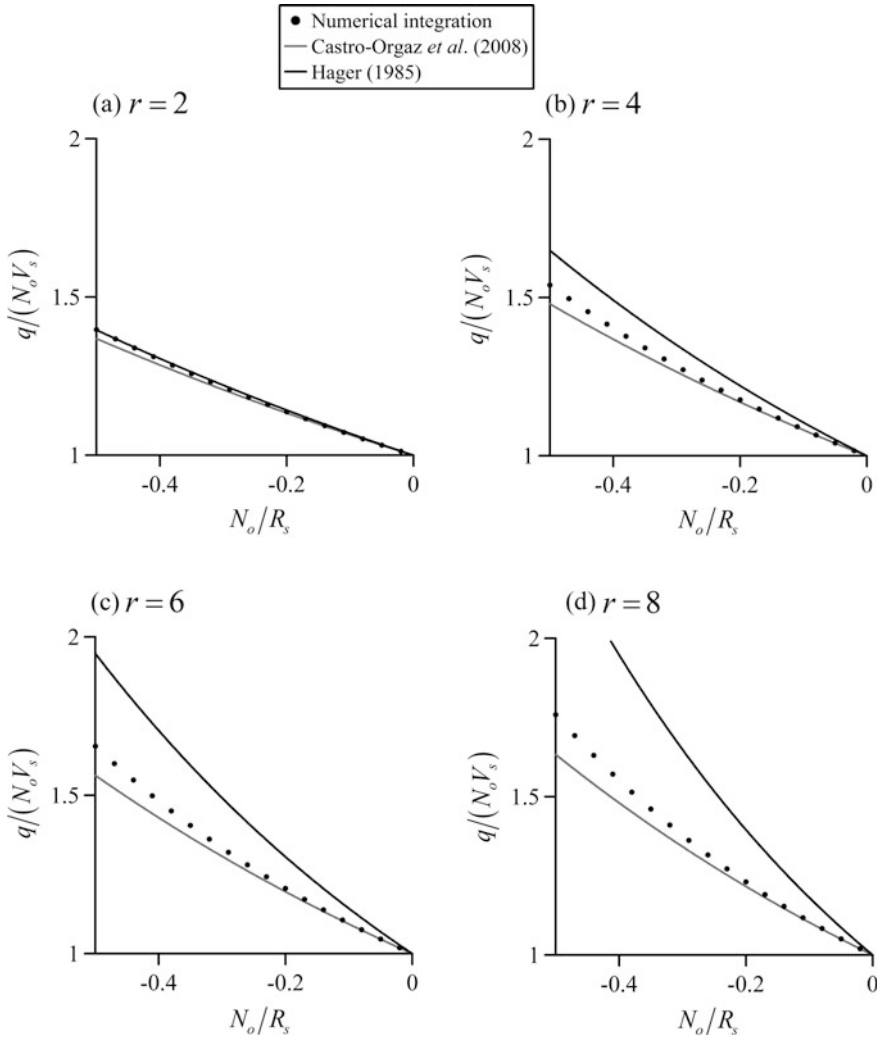 Numerical integration
Castro-Orgaz et al. (2008)
Hager (1985)
(a) r = 2
2
1.5
1
q/(NoVs)
-0.4
-0.2
0
No/Rs
(b) r = 4
2
1.5
1
q/(NoVs)
-0.4
-0.2
0
No/Rs
(c) r = 6
2
1.5
1
q/(NoVs)
-0.4
-0.2
0
No/Rs
(d) r = 8
2
1.5
1
q/(NoVs)
-0.4
-0.2
0
No/Rs